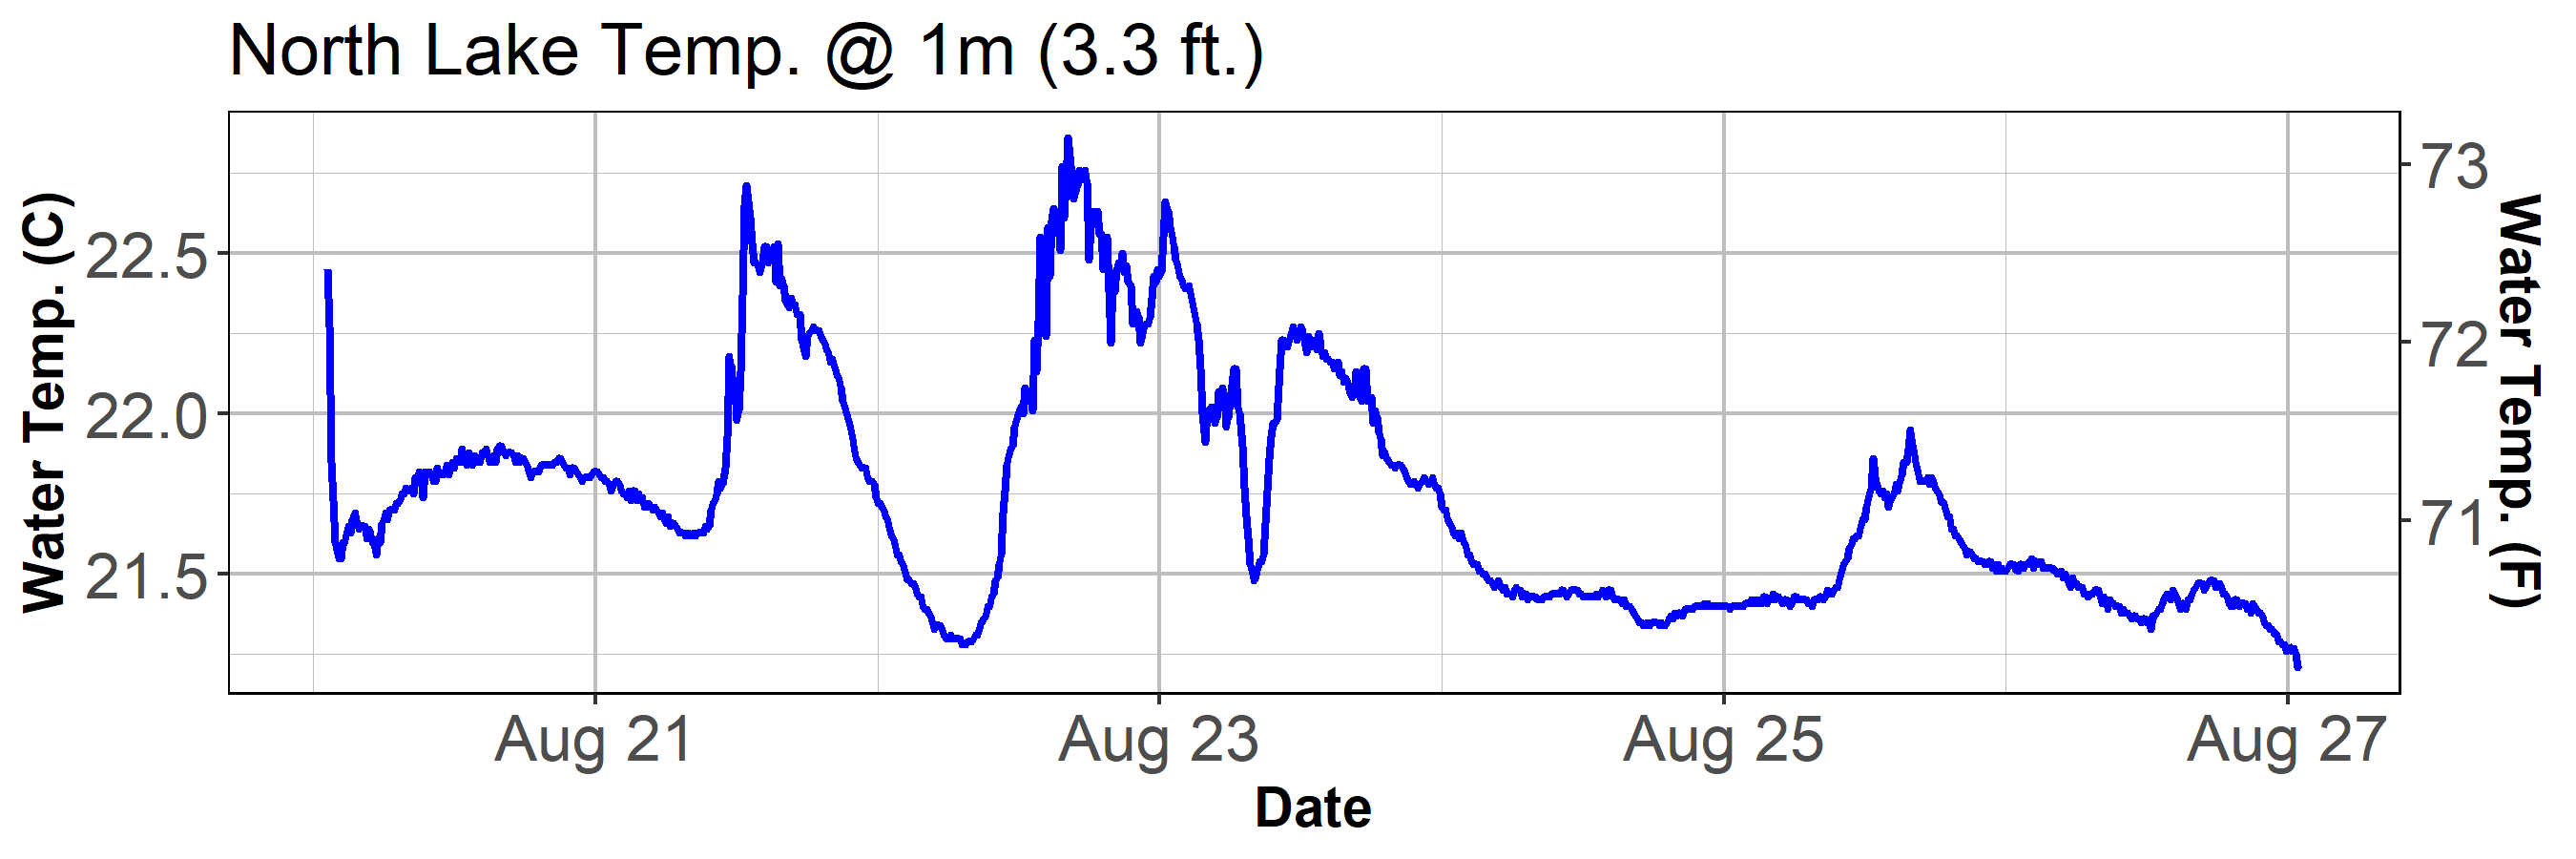 North Lake Temp. @ 1m (3.3 ft.)
Water Temp. (C)
22.5
22.0
21.5
73
72
71
Water Temp. (F)
Aug 21
Aug 23
Aug 25
Aug 27
Date